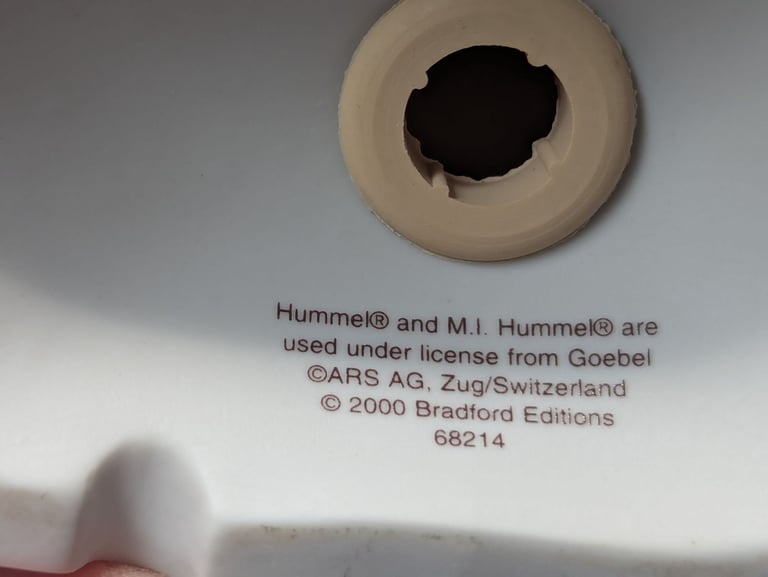 Hummel® and M.I. Hummel® are
used under license from Goebel
©ARS AG, Zug/Switzerland
© 2000 Bradford Editions
68214